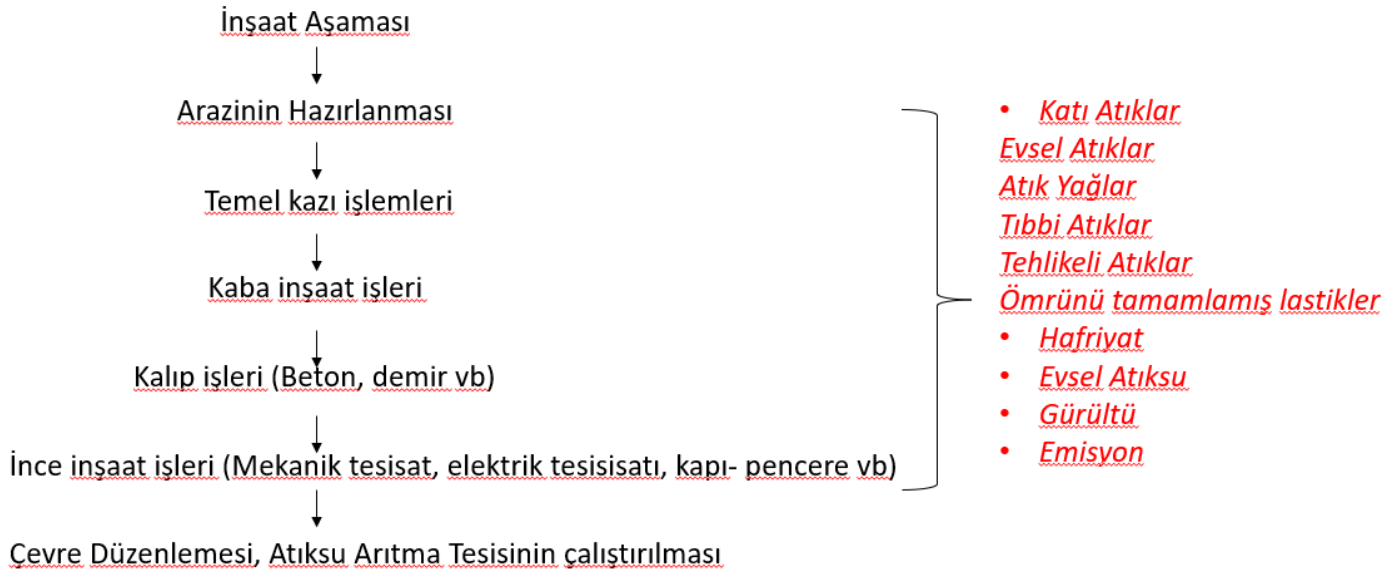 İnşaat Aşaması
Arazinin Hazırlanması
Temel kazı işlemleri
Kaba inşaat işleri
Kalıp işleri (Beton, demir vb)
İnce inşaat işleri (Mekanik tesisat, elektrik tesisisatı, kapı- pencere vb)
Çevre Düzenlemesi, Atıksu Arıtma Tesisinin çalıştırılması
• Katı Atıklar
Evsel Atıklar
Atık Yağlar
Tıbbi Atıklar
Tehlikeli Atıklar
Ömrünü tamamlamış lastikler
• Hafriyat
• Evsel Atıksu
• Gürültü
• Emisyon